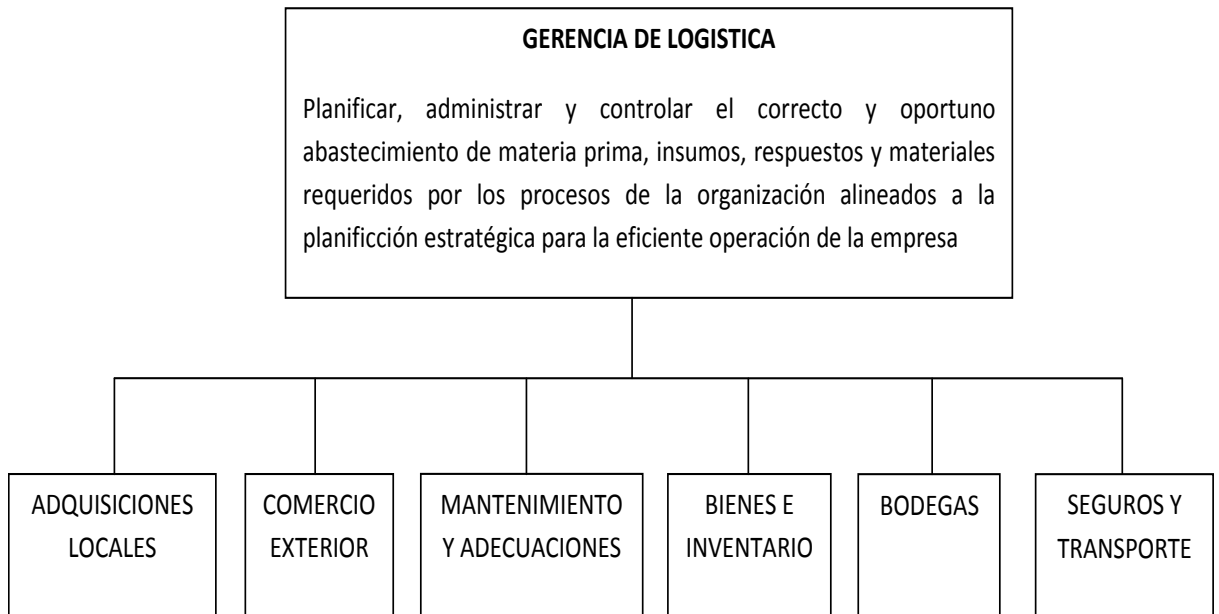 GERENCIA DE LOGISTICA
Planificar, administrar y controlar el correcto y oportuno
abastecimiento de materia prima, insumos, respuestos y materiales
requeridos por los procesos de la organización alineados a la
planificción estratégica para la eficiente operación de la empresa
ADQUISICIONES
LOCALES
COMERCIO
EXTERIOR
MANTENIMIENTO
Y ADECUACIONES
BIENES E
INVENTARIO
BODEGAS
SEGUROS Y
TRANSPORTE